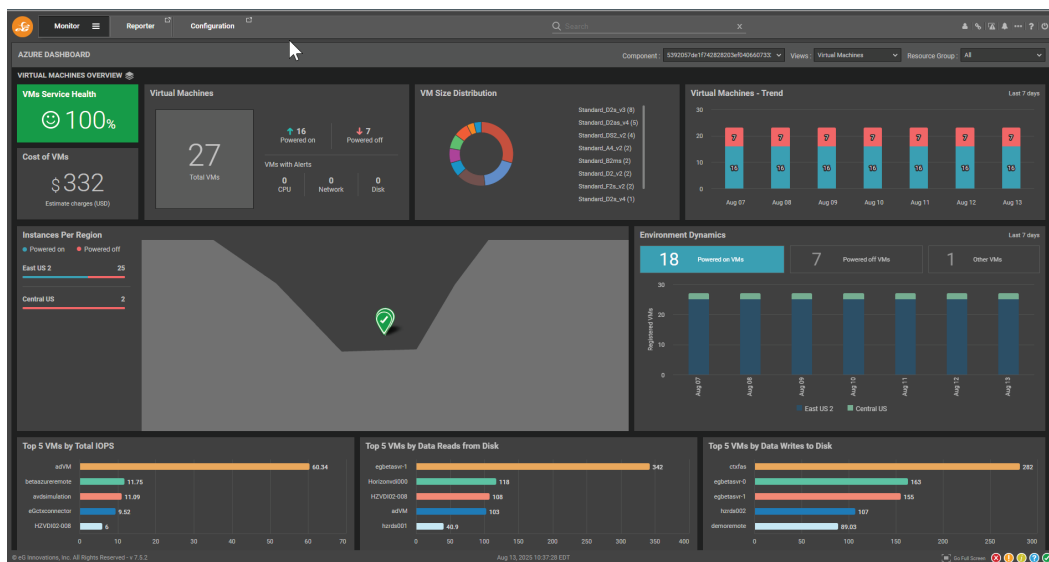 Monitor Reporter Configuration Search X
AZURE DASHBOARD Component : Views : Virtual Machines Resource Group : All
VIRTUAL MACHINES OVERVIEW
VMs Service Health
100%
Cost of VMs
$332
Estimate charges (USD)
Virtual Machines
27
Total VMs
16
Powered on
7
Powered off
VMs with Alerts
0 0 0
CPU Network Disk
VM Size Distribution
Standard_D2s_v3 (8)
Standard_D2as_v4 (5)
Standard_DS2_v2 (4)
Standard_A4_v2 (2)
Standard_B2ms (2)
Standard_D2_v2 (2)
Standard_F2s_v2 (2)
Standard_D2a_v4 (1)
Virtual Machines - Trend Last 7 days
30
20
10
0
7 7 7 7 7 7 7
16 16 16 16 16 16 16
Aug 07 Aug 08 Aug 09 Aug 10 Aug 11 Aug 12 Aug 13
Instances Per Region
Powered on Powered off
East US 2 25
Central US 2
Environment Dynamics Last 7 days
18 Powered on VMs 7 Powered off VMs 1 Other VMs
Registered VMs
30
20
10
0
Aug 07 Aug 08 Aug 09 Aug 10 Aug 11 Aug 12 Aug 13
East US 2 Central US
Top 5 VMs by Total IOPS
adVM 60.34
betaazureremote 11.75
avdsimulation 11.09
eGctxconnector 9.52
HZVDI02-008 6
0 10 20 30 40 50 60 70
Top 5 VMs by Data Reads from Disk
egbetasvr-1 342
Horizonvdi000 118
HZVDI02-008 108
adVM 103
hzrda001 40.9
0 50 100 150 200 250 300 350 400
Top 5 VMs by Data Writes to Disk
ctxfas 282
egbetasvr-0 163
egbetasvr-1 155
hzrda002 107
demoremote 89.03
0 50 100 150 200 250 300
© eG Innovations, Inc. All Rights Reserved - v 7.5.2 Aug 13, 2025 10:37:28 EDT Go Full Screen